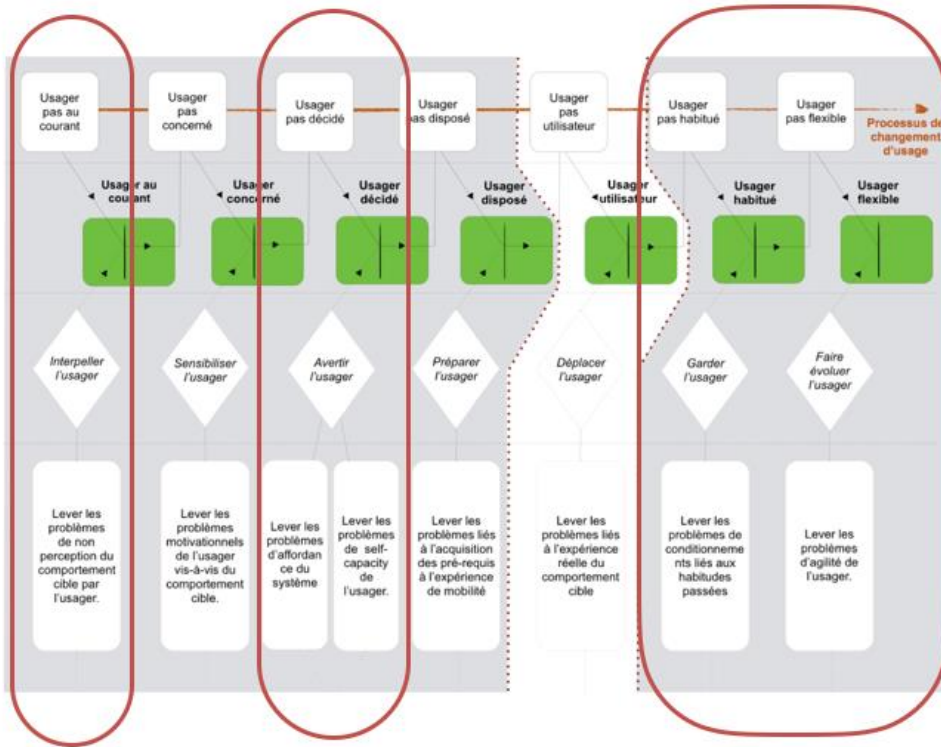 Usager
pas au
courant
Usager
pas
concerné
Usager
pas décidé
Usager
pas disposé
Usager
pas
utilisateur
Usager
pas habitué
Usager
pas flexible
Processus de
changement
d'usage
Usager au
courant
Usager
concerné
Usager
décidé
Usager
disposé
Usager
utilisateur
Usager
habitué
Usager
flexible
Interpeller
l'usager
Sensibiliser
l'usager
Avertir
l'usager
Préparer
l'usager
Déplacer
l'usager
Garder
l'usager
Faire
évoluer
l'usager
Lever les
problèmes
de non
perception du
comportement
cible par
l'usager.
Lever les
problèmes
motivationnels
de l'usager
vis-à-vis du
comportement
cible.
Lever les
problèmes
d'affordan
ce du
système
Lever les
problèmes
de self-
capacity
de
l'usager.
Lever les
problèmes liés
à l'acquisition
des pré-requis
à l'expérience
de mobilité
Lever les
problèmes liés
à l'expérience
réelle du
comportement
cible
Lever les
problèmes de
conditionneme
nts liés aux
habitudes
passées
Lever les
problèmes
d'agilité de
l'usager.